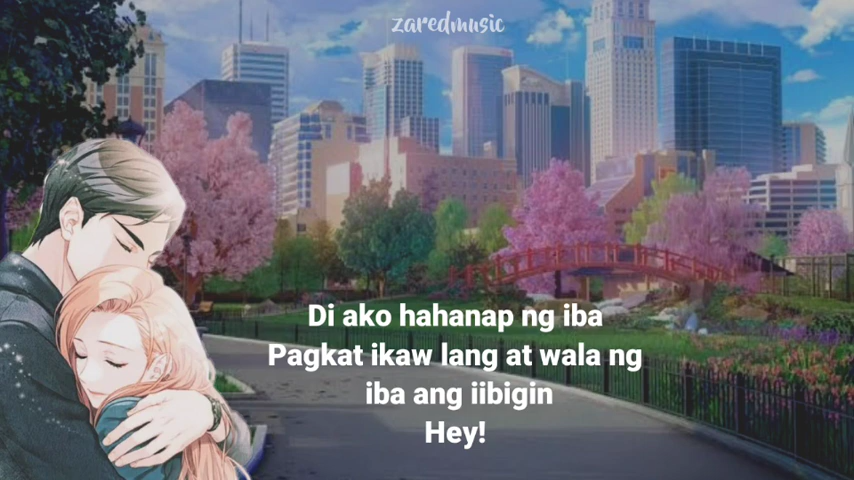 zaredmusic
Di ako hahanap ng iba
Pagkat ikaw lang at wala ng
iba ang iibigin
Hey!